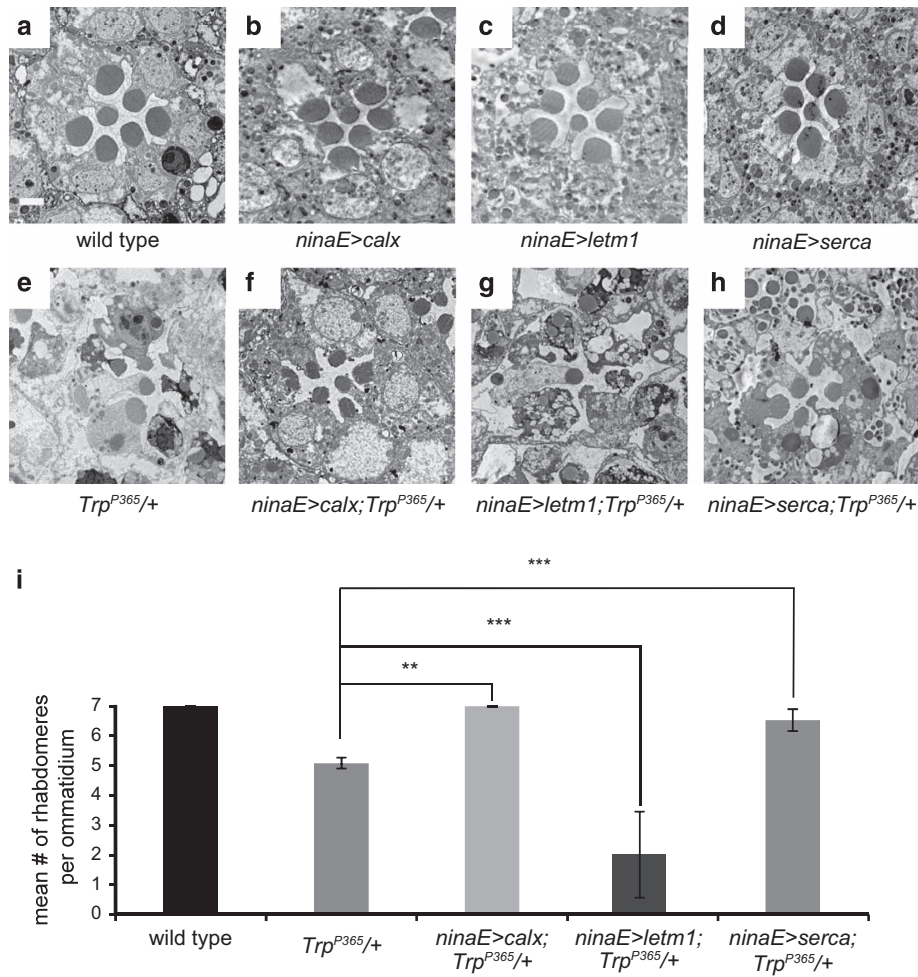 a
b
c
d
wild type
ninaE>calx
ninaE>letm1
ninaE>serca
e
f
g
h
Trp^P365/+
ninaE>calx;Trp^P365/+
ninaE>letm1;Trp^P365/+
ninaE>serca;Trp^P365/+
i
***
***
**
mean # of rhabdomeres
per ommatidium
7
6
5
4
3
2
1
0
wild type
Trp^P365/+
ninaE>calx;
Trp^P365/+
ninaE>letm1;
Trp^P365/+
ninaE>serca;
Trp^P365/+